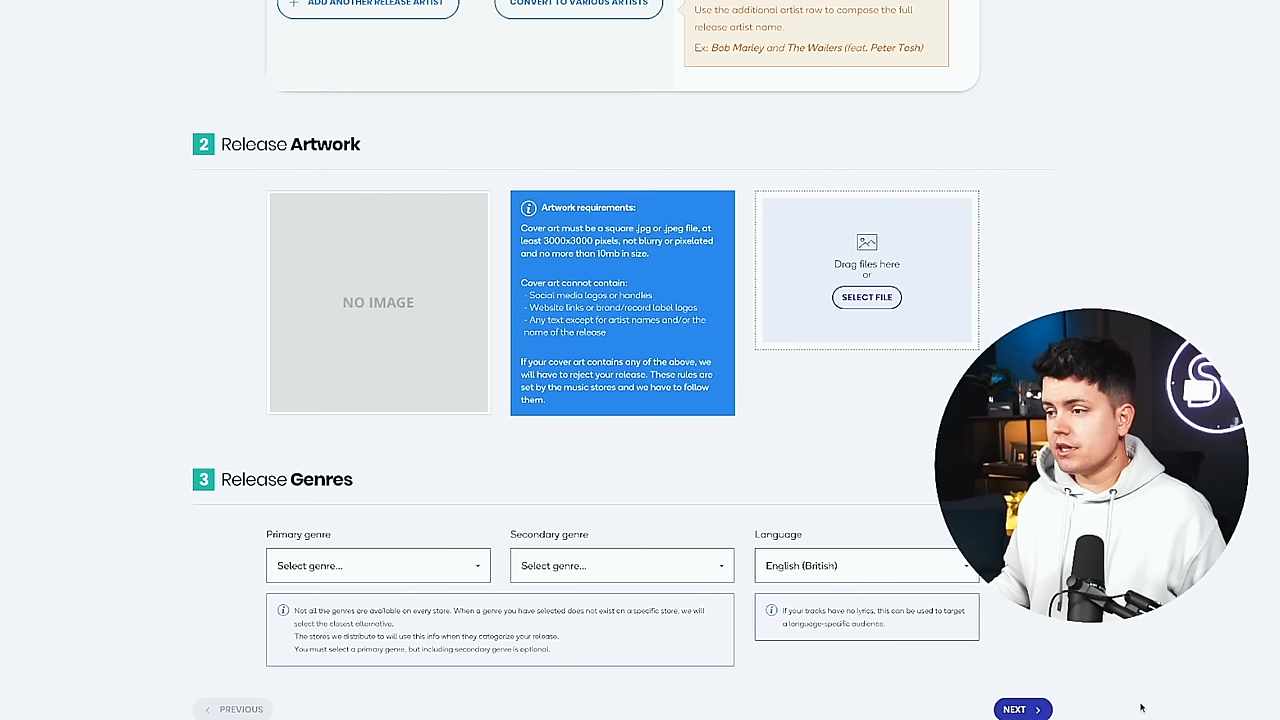 ADD ANOTHER RELEASE ARTIST
CONVERT TO VARIOUS ARTISTS
Use the additional artist row to compose the full
release artist name.
Ex: Bob Marley and The Wailers (feat. Peter Tosh)
2 Release Artwork
NO IMAGE
Artwork requirements:
Cover art must be a square .jpg or .jpeg file, at
least 3000x3000 pixels, not blurry or pixelated
and no more than 10mb in size.
Cover art cannot contain:
- Social media logos or handles
- Website links or brand/record label logos
- Any text except for artist names and/or the
name of the release
If your cover art contains any of the above, we
will have to reject your release. These rules are
set by the music stores and we have to follow
them.
Drag files here
or
SELECT FILE
3 Release Genres
Primary genre
Secondary genre
Language
Select genre...
Select genre...
English (British)
Not all the genres are available on every store. When a genre you have selected does not exist on a specific store, we will
select the closest alternative.
The stores we distribute to will use this info when they categorize your release.
You must select a primary genre, but including secondary genre is optional.
If your tracks have no lyrics, this can be used to target
a language-specific audience.
PREVIOUS
NEXT